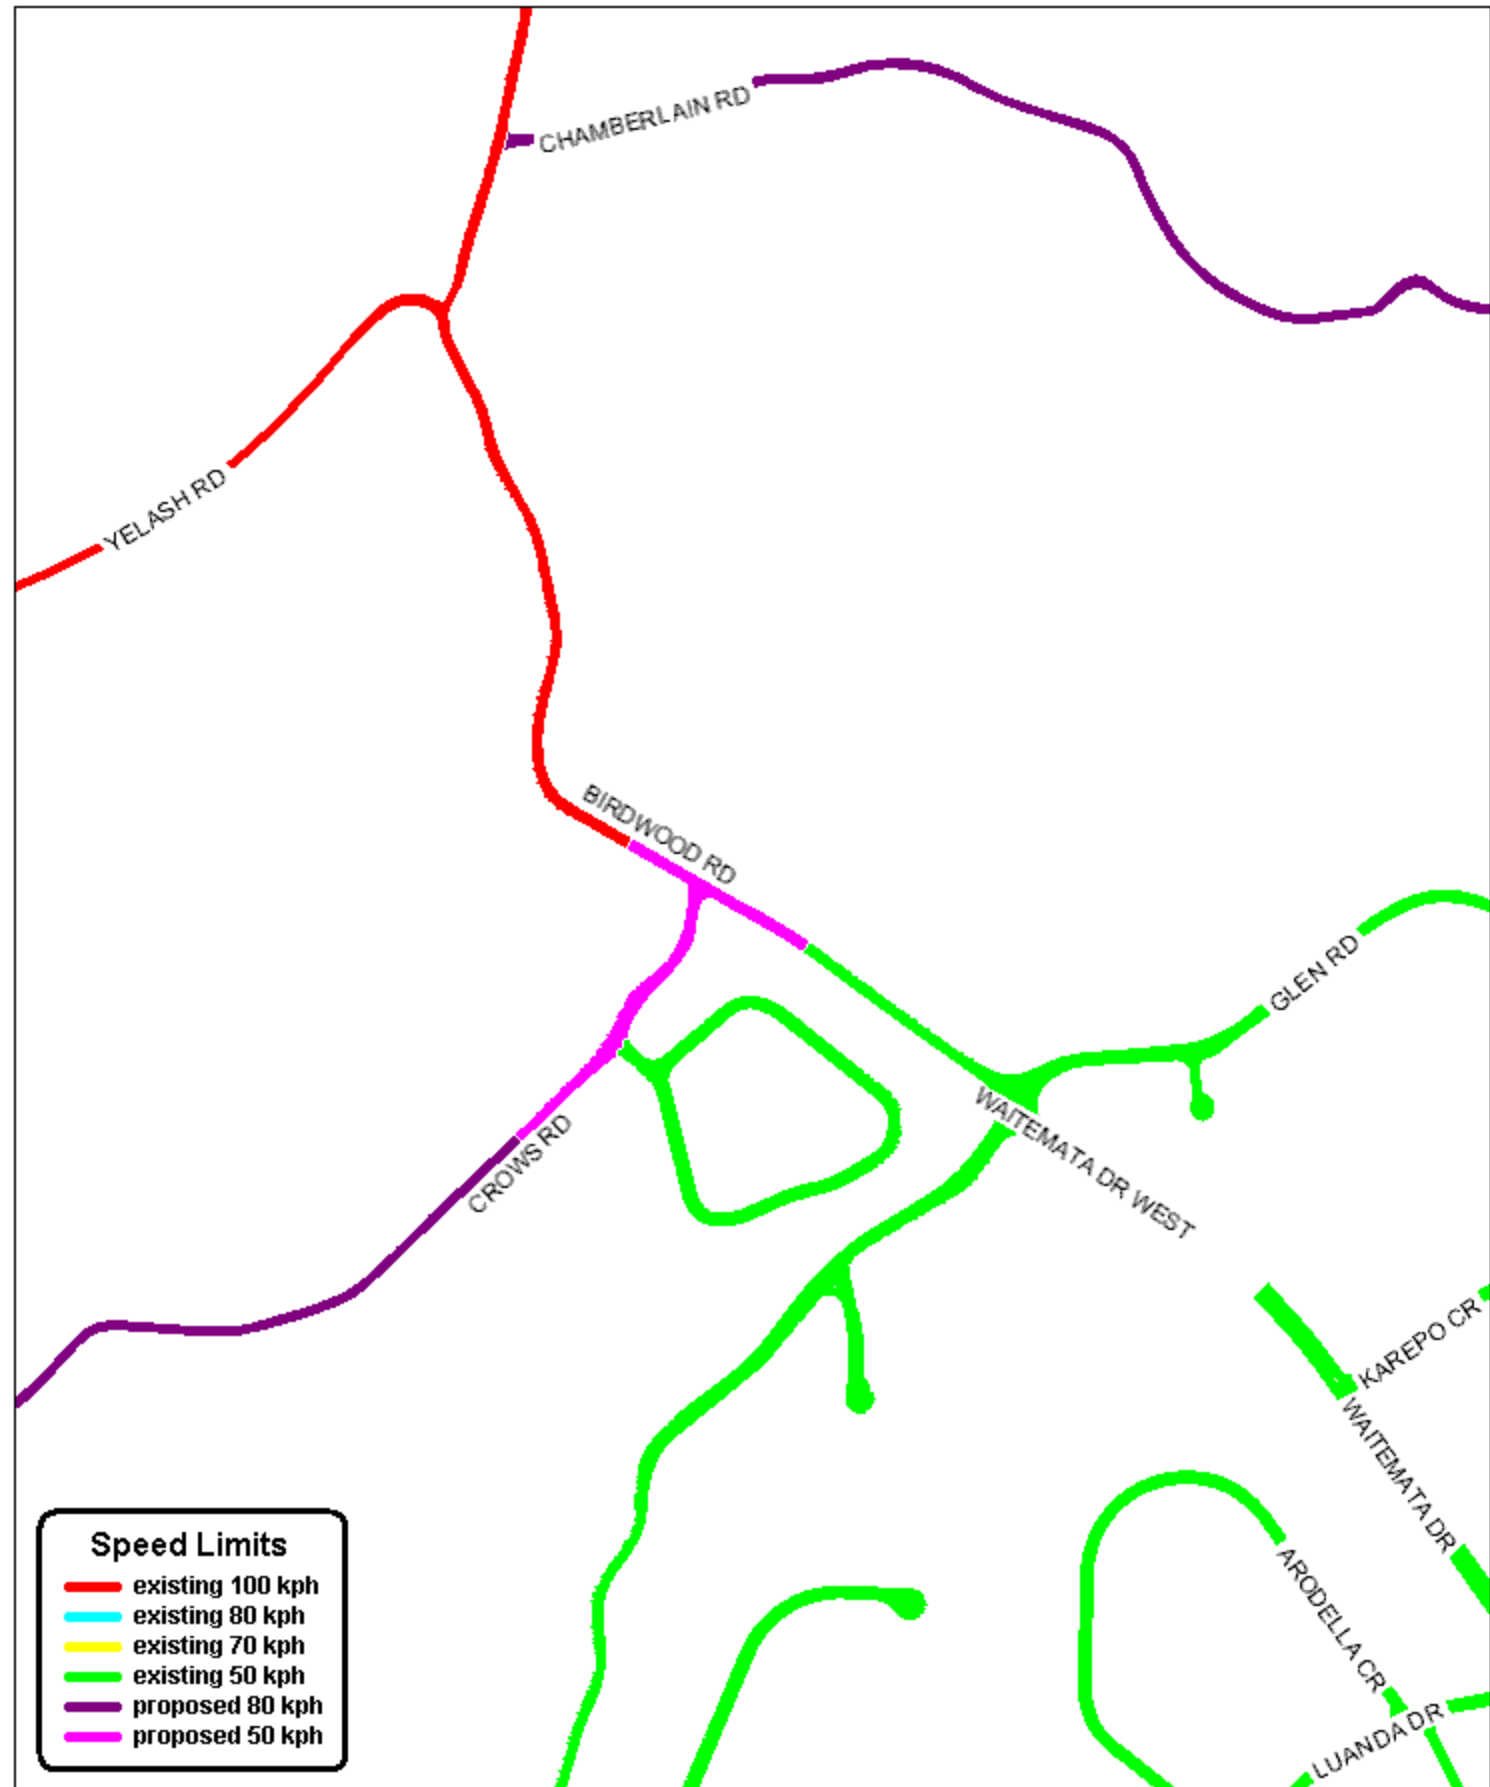 CHAMBERLAIN RD
YELASH RD
BIRDWOOD RD
GLEN RD
WAITEMATA DR WEST
CROWS RD
KAREPO CR
WAITEMATA DR
ARODELLA CR
LUANDA DR
Speed Limits
existing 100 kph
existing 80 kph
existing 70 kph
existing 50 kph
proposed 80 kph
proposed 50 kph